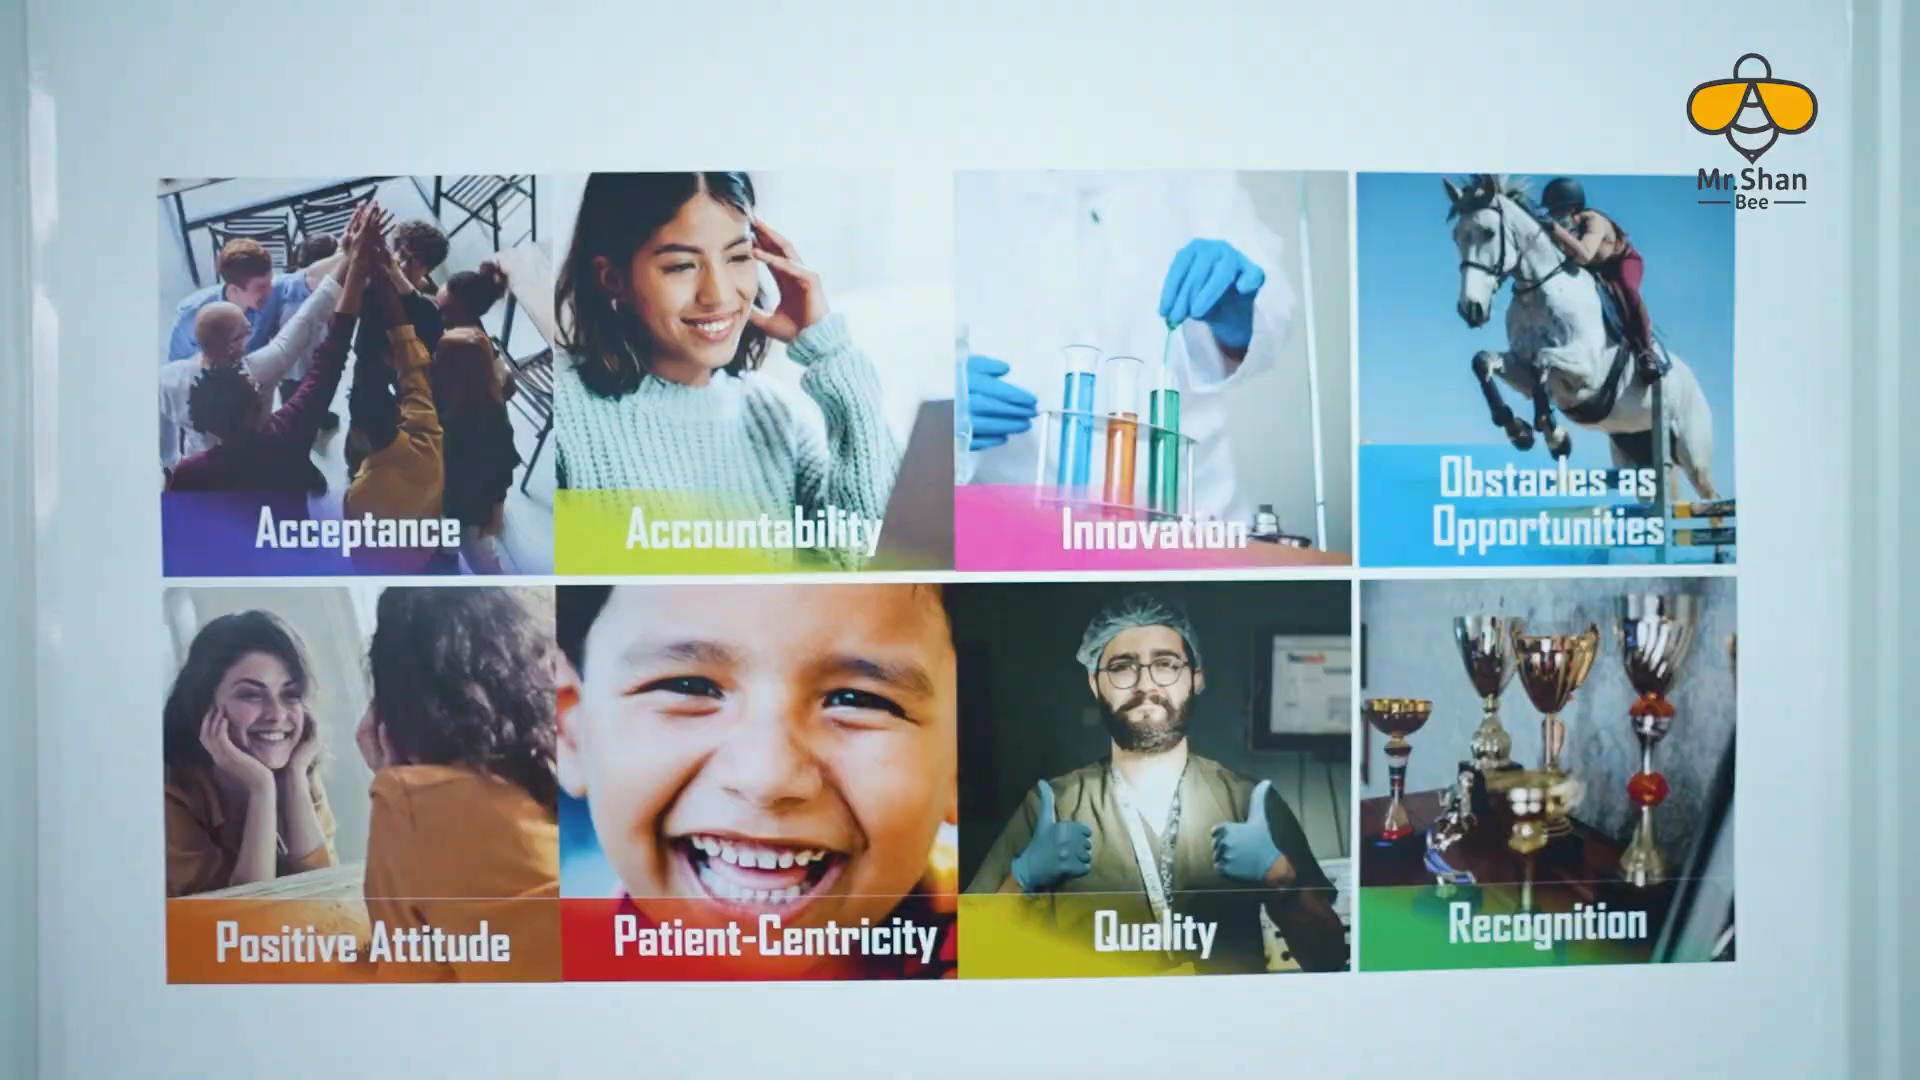 Mr.Shan
Bee
Acceptance
Accountability
Innovation
Obstacles as
Opportunities
Positive Attitude
Patient-Centricity
Quality
Recognition